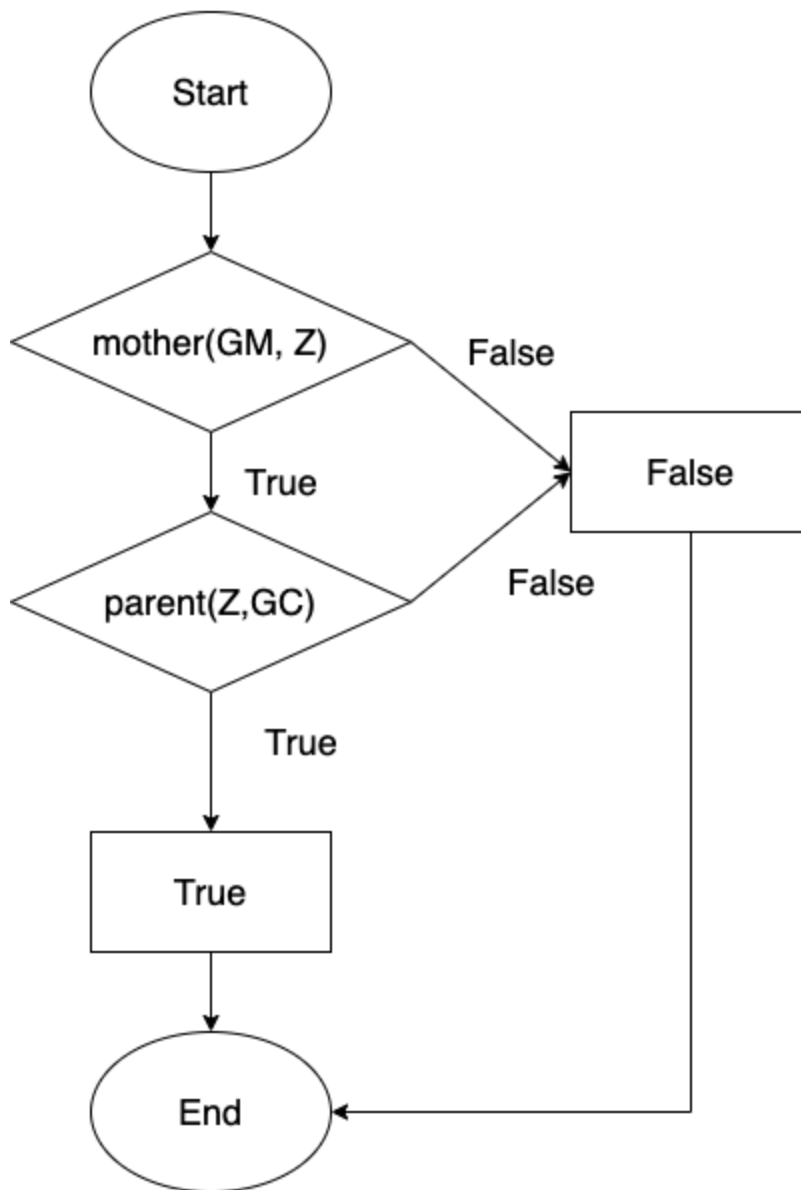 Start
mother(GM, Z)
False
False
True
parent(Z,GC)
False
True
True
End